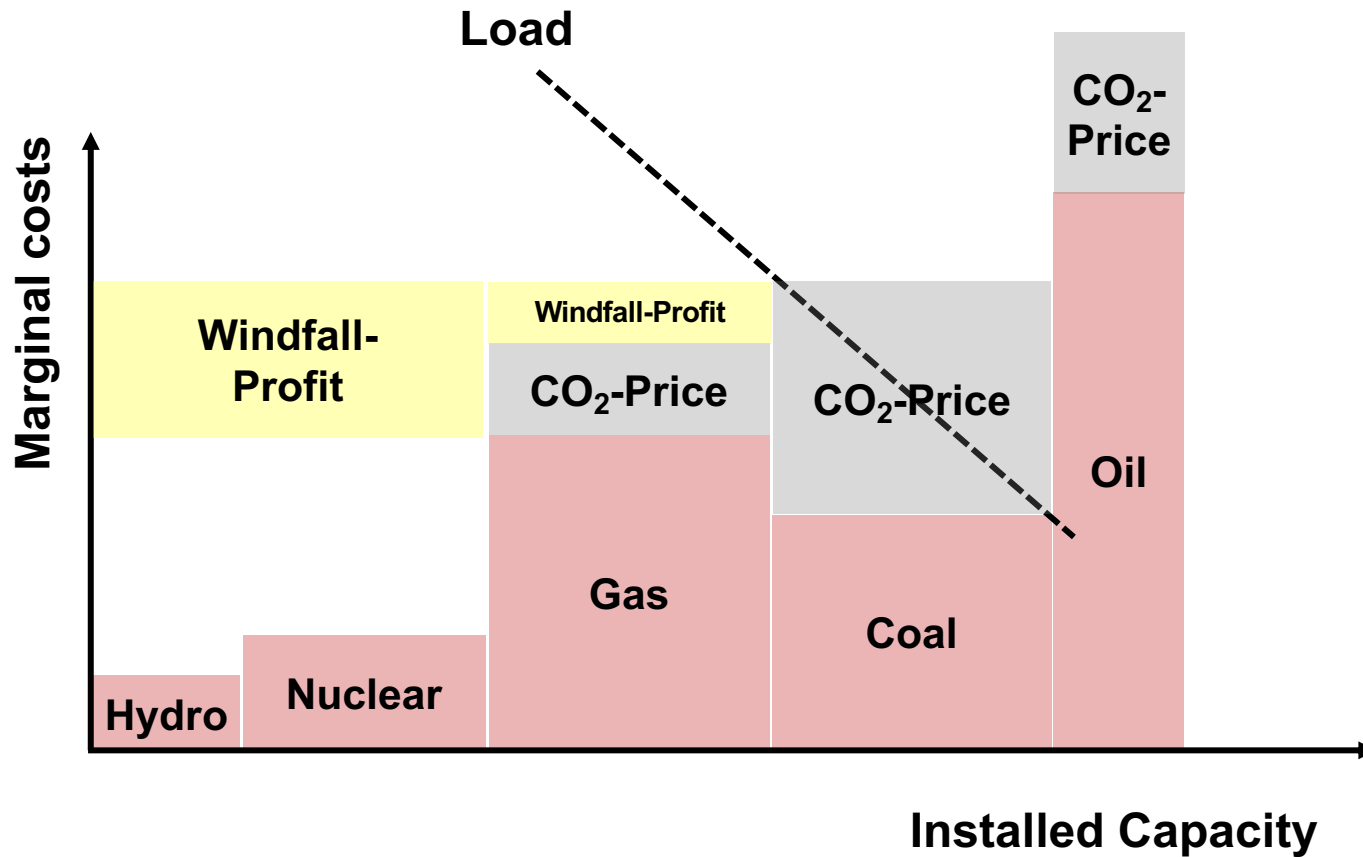 Load
CO₂-
Price
Marginal costs
Windfall-
Profit
Windfall-Profit
CO₂-Price
CO₂-Price
Oil
Gas
Coal
Nuclear
Hydro
Installed Capacity